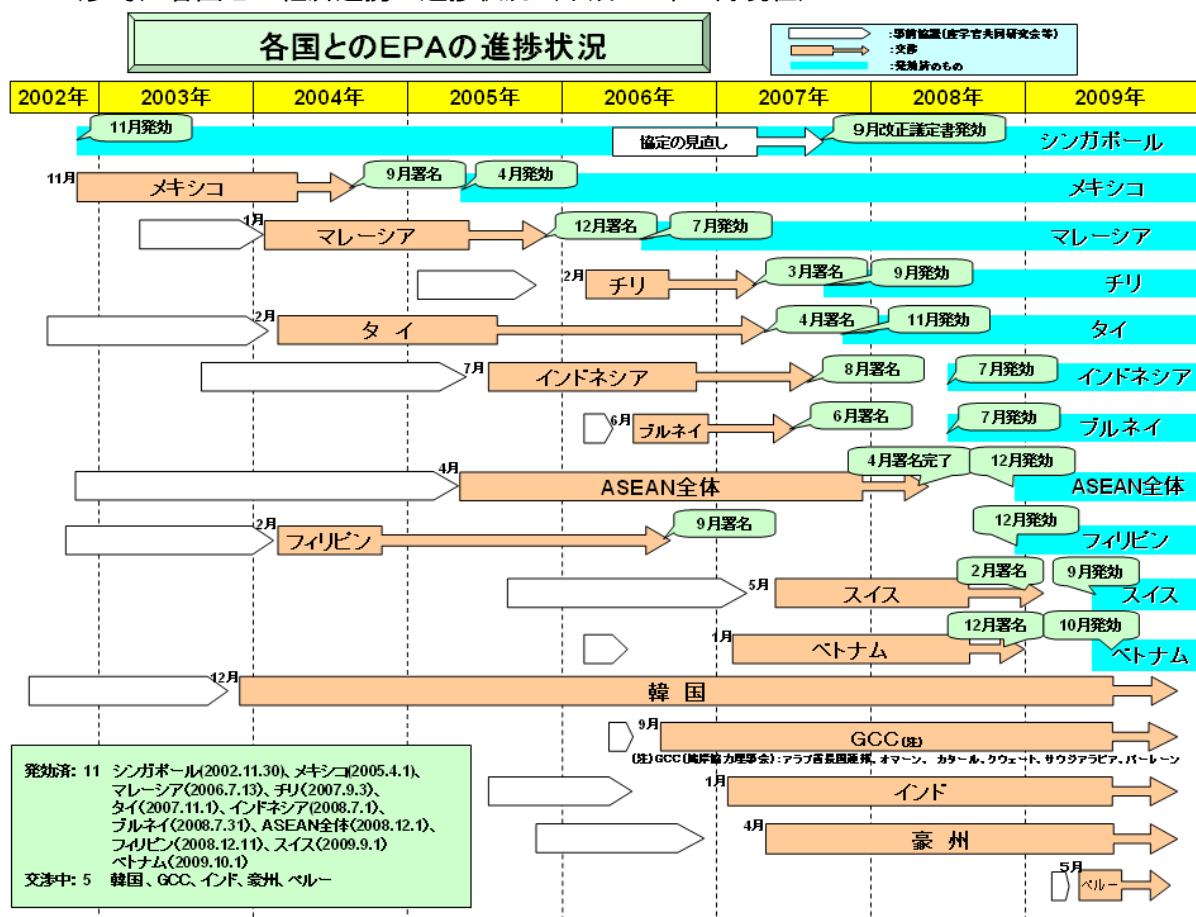 各国とのEPAの進捗状況
:事前協議(産学官共同研究会等)
:交渉
:発効済のもの
2002年 2003年 2004年 2005年 2006年 2007年 2008年 2009年
11月発効 協定の見直し 9月改正議定書発効 シンガポール
11月 メキシコ 9月署名 4月発効 メキシコ
1月 マレーシア 12月署名 7月発効 マレーシア
2月 チリ 3月署名 9月発効 チリ
2月 タイ 4月署名 11月発効 タイ
7月 インドネシア 8月署名 7月発効 インドネシア
6月 ブルネイ 6月署名 7月発効 ブルネイ
4月 ASEAN全体 4月署名完了 12月発効 ASEAN全体
2月 フィリピン 9月署名 12月発効 フィリピン
5月 スイス 2月署名 9月発効 スイス
1月 ベトナム 12月署名 10月発効 ベトナム
12月 韓国
9月 GCC(注)
(注)GCC(湾岸協力理事会):アラブ首長国連邦、オマーン、カタール、クウェート、サウジアラビア、バーレーン
1月 インド
4月 豪州
5月 ペルー
発効済: 11 シンガポール(2002.11.30)、メキシコ(2005.4.1)、
マレーシア(2006.7.13)、チリ(2007.9.3)、
タイ(2007.11.1)、インドネシア(2008.7.1)、
ブルネイ(2008.7.31)、ASEAN全体(2008.12.1)、
フィリピン(2008.12.11)、スイス(2009.9.1)
ベトナム(2009.10.1)
交渉中: 5 韓国、GCC、インド、豪州、ペルー